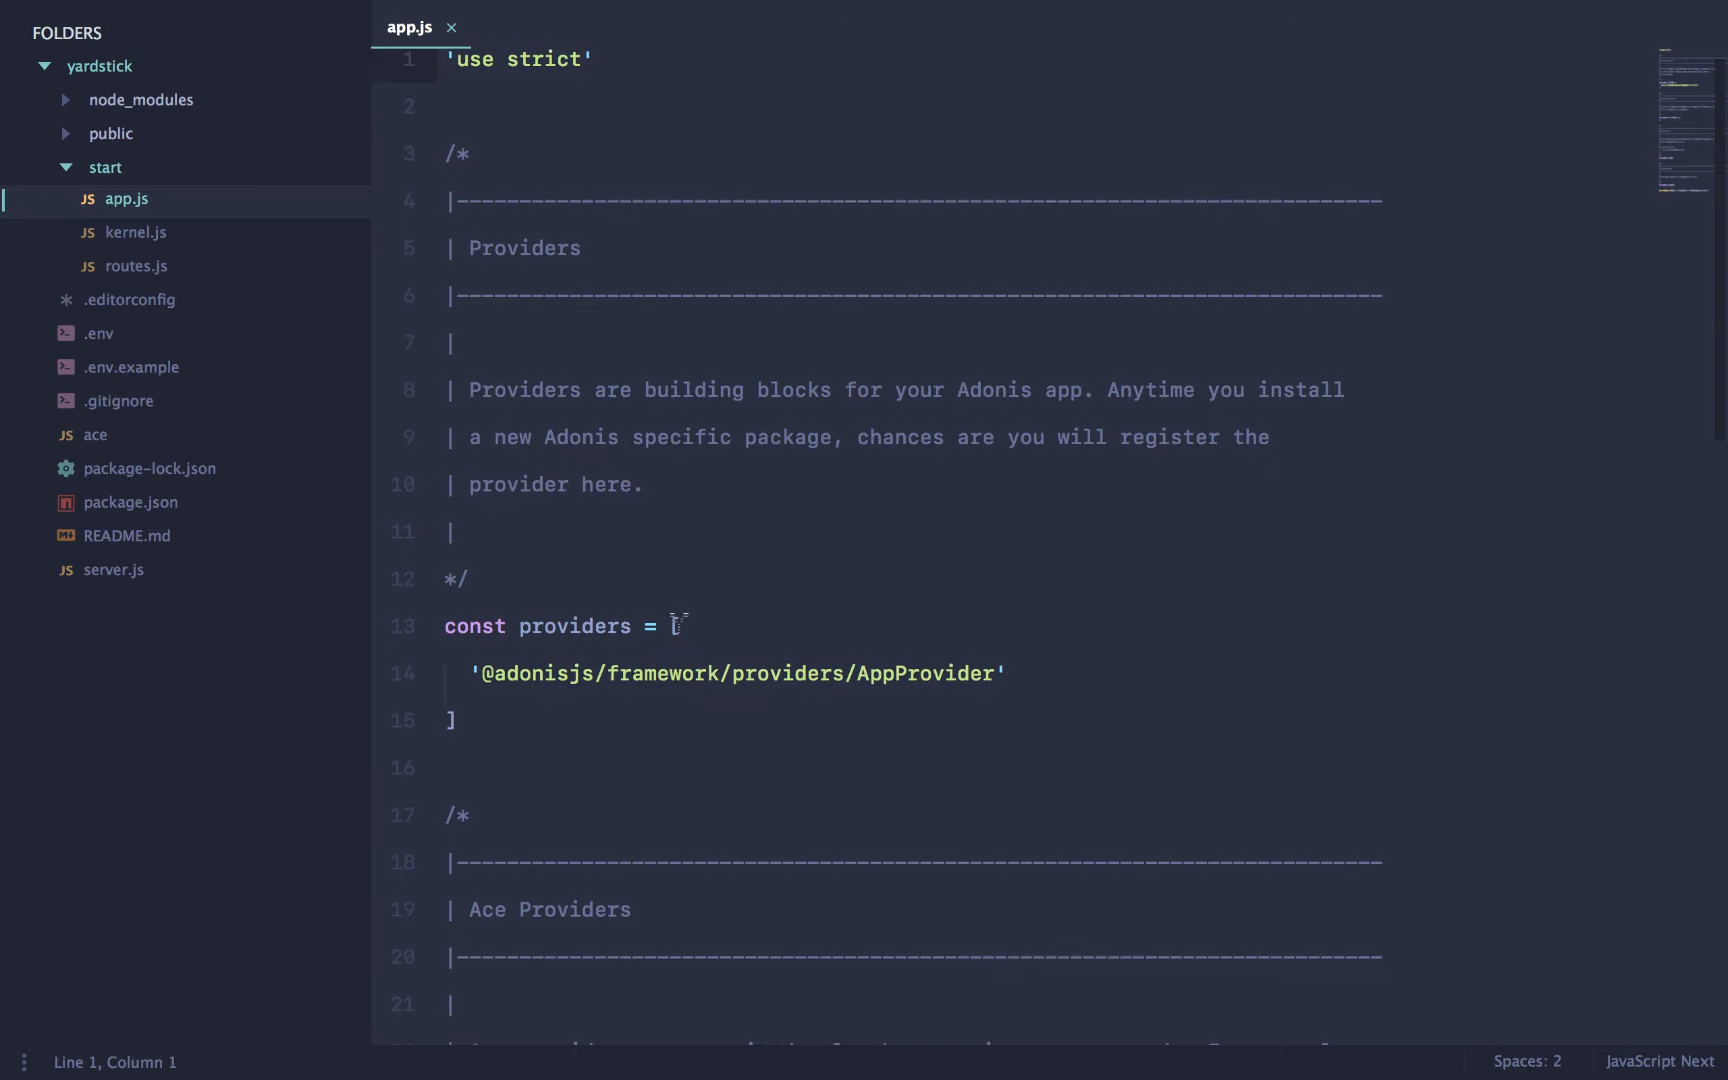 FOLDERS
yardstick
node_modules
public
start
JS app.js
JS kernel.js
JS routes.js
.editorconfig
.env
.env.example
.gitignore
JS ace
package-lock.json
package.json
README.md
JS server.js
app.js ×
1 'use strict'
2
3 /*
4 |--------------------------------------------------------------------------
5 | Providers
6 |--------------------------------------------------------------------------
7 |
8 | Providers are building blocks for your Adonis app. Anytime you install
9 | a new Adonis specific package, chances are you will register the
10 | provider here.
11 |
12 */
13 const providers = [
14 '@adonisjs/framework/providers/AppProvider'
15 ]
16
17 /*
18 |--------------------------------------------------------------------------
19 | Ace Providers
20 |--------------------------------------------------------------------------
21 |
Line 1, Column 1
Spaces: 2
JavaScript Next